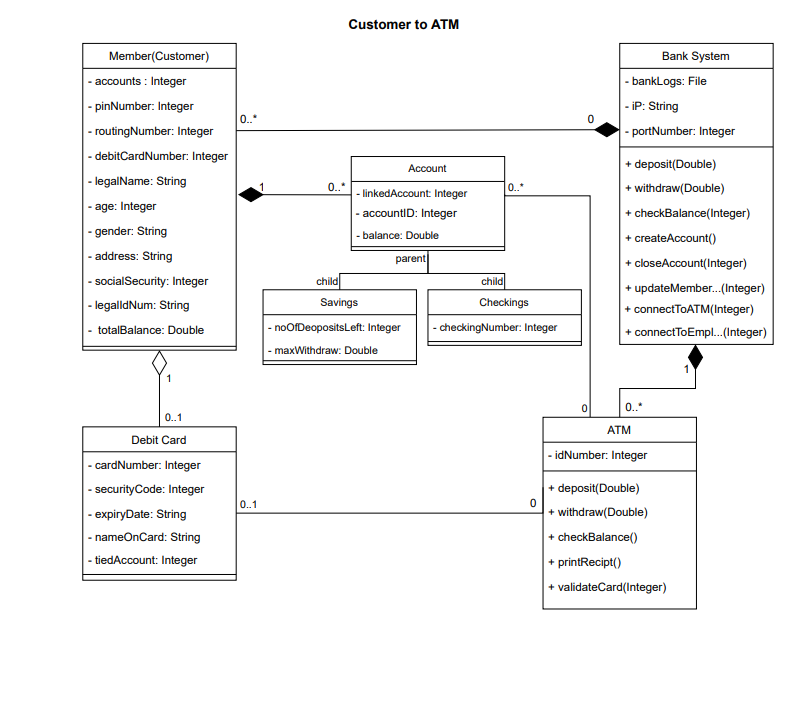 Customer to ATM
Member(Customer)
- accounts : Integer
- pinNumber: Integer
- routingNumber: Integer
- debitCardNumber: Integer
- legalName: String
- age: Integer
- gender: String
- address: String
- socialSecurity: Integer
- legalIdNum: String
- totalBalance: Double
Bank System
- bankLogs: File
- iP: String
- portNumber: Integer
+ deposit(Double)
+ withdraw(Double)
+ checkBalance(Integer)
+ createAccount()
+ closeAccount(Integer)
+ updateMember...(Integer)
+ connectToATM(Integer)
+ connectToEmpl...(Integer)
0..*
0
Account
- linkedAccount: Integer
- accountID: Integer
- balance: Double
1
0..*
0..*
parent
child
child
Savings
- noOfDeopositsLeft: Integer
- maxWithdraw: Double
Checkings
- checkingNumber: Integer
1
0..1
1
0..*
0
Debit Card
- cardNumber: Integer
- securityCode: Integer
- expiryDate: String
- nameOnCard: String
- tiedAccount: Integer
0..1
0
ATM
- idNumber: Integer
+ deposit(Double)
+ withdraw(Double)
+ checkBalance()
+ printRecipt()
+ validateCard(Integer)